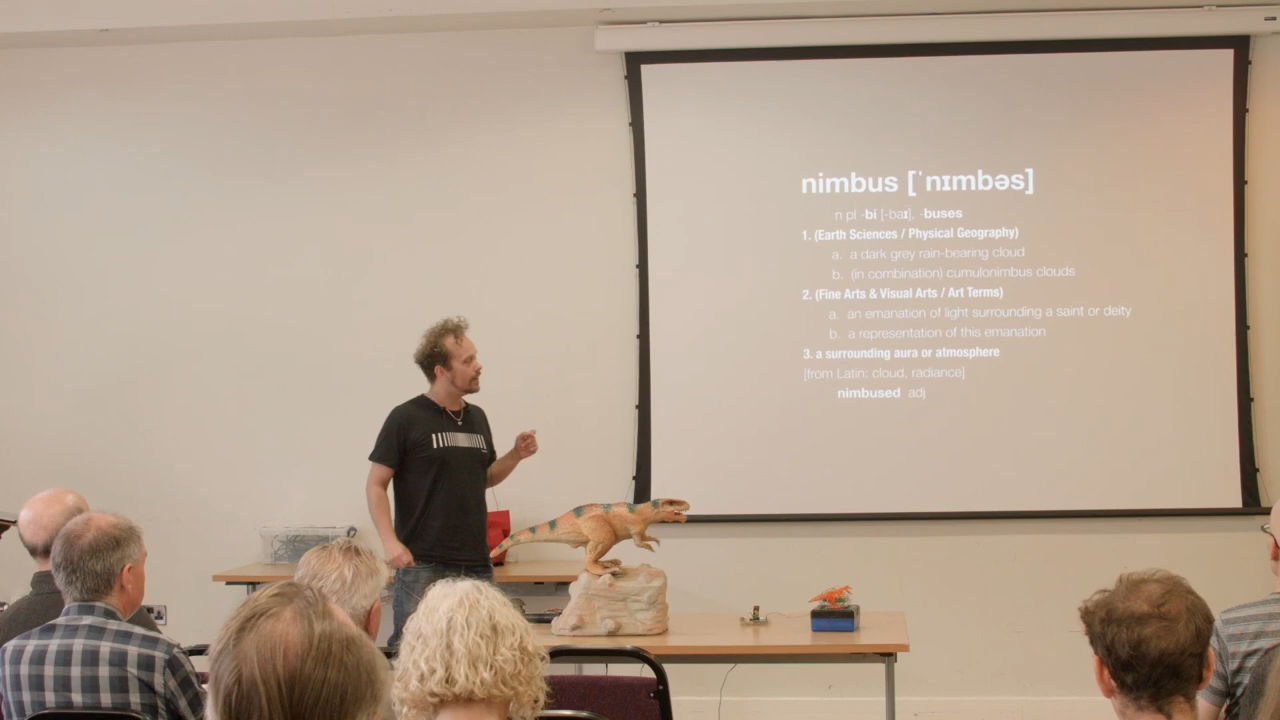 nimbus [ˈnɪmbəs]
n pl -bi [-baɪ], -buses
1. (Earth Sciences / Physical Geography)
a. a dark grey rain-bearing cloud
b. (in combination) cumulonimbus clouds
2. (Fine Arts & Visual Arts / Art Terms)
a. an emanation of light surrounding a saint or deity
b. a representation of this emanation
3. a surrounding aura or atmosphere
[from Latin: cloud, radiance]
nimbused adj